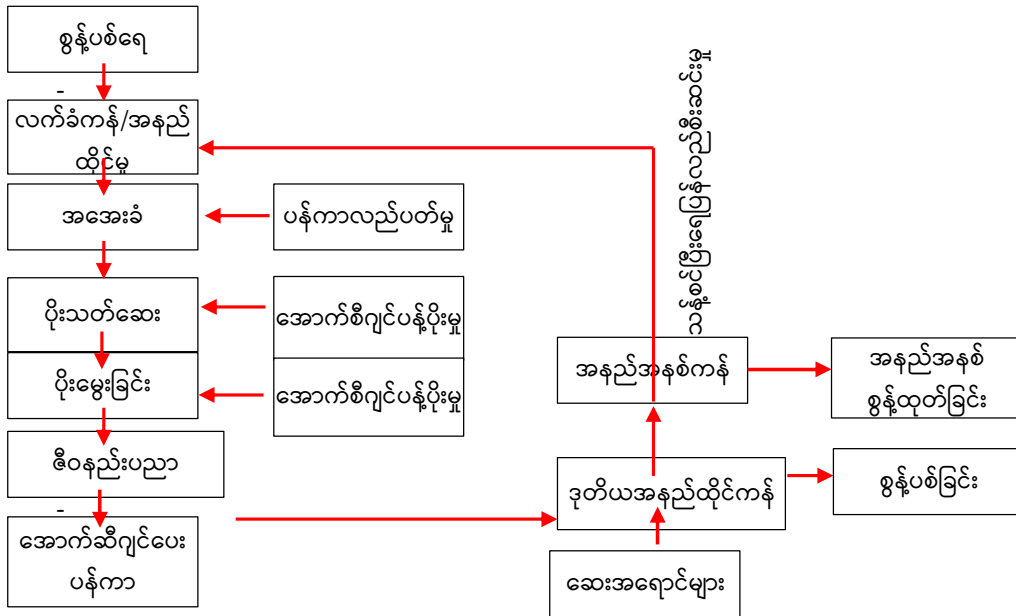 စွန့်ပစ်ရေ
လက်ခံကန်/အနည်
ထိုင်မှု
အအေးခံ
ပန်ကာလည်ပတ်မှု
ပိုးသတ်ဆေး
အောက်စီဂျင်ပန့်ပိုးမှု
ပိုးမွေးခြင်း
အောက်စီဂျင်ပန့်ပိုးမှု
ဇီဝနည်းပညာ
အောက်ဆီဂျင်ပေး
ပန်ကာ
သန့်စင်ပြီးရေပြန်လည်စီးဆင်းမှု
အနည်အနစ်ကန်
အနည်အနစ်
စွန့်ထုတ်ခြင်း
ဒုတိယအနည်ထိုင်ကန်
စွန့်ပစ်ခြင်း
ဆေးအရောင်များ